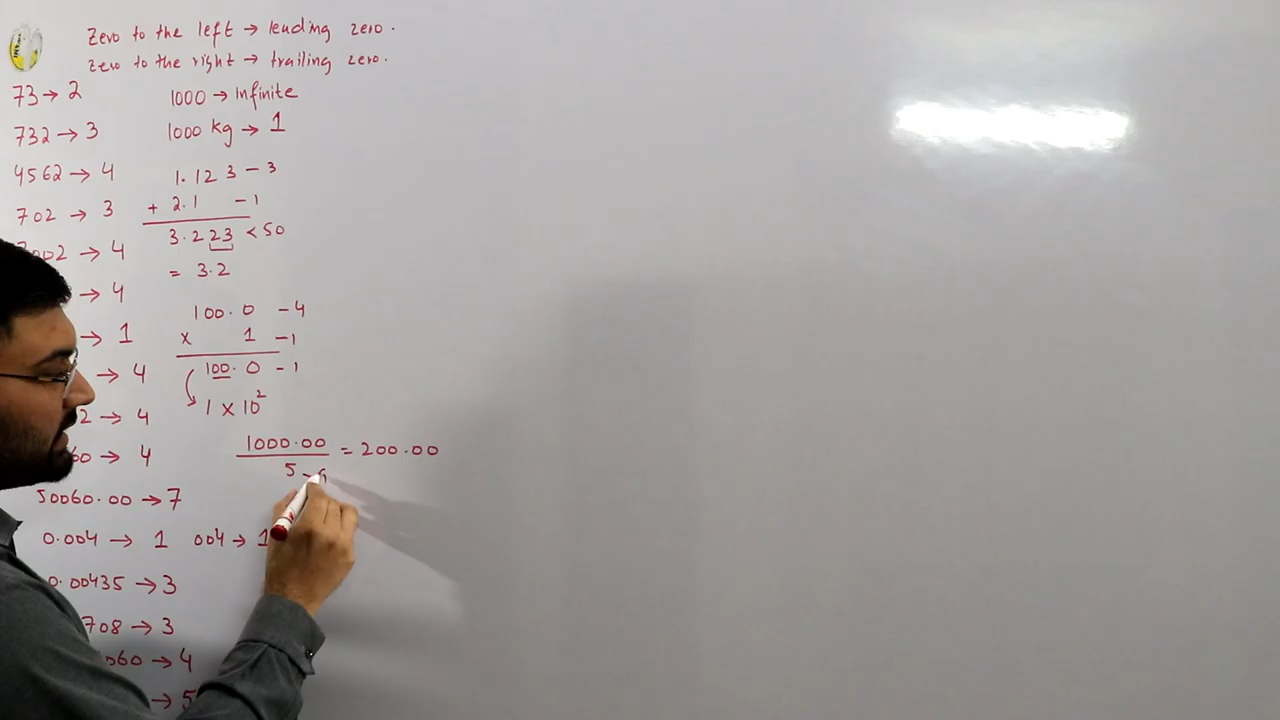 Zero to the left → leading zero.
Zero to the right → trailing zero.
73 → 2
732 → 3
4562 → 4
702 → 3
7002 → 4
→ 4
→ 1
→ 4
2 → 4
60 → 4
50060.00 → 7
0.004 → 1 004 → 1
0.00435 → 3
708 → 3
060 → 4
→ 5
1000 → Infinite
1000 kg → 1
1.123 - 3
+ 2.1 - 1
3.223 < 50
= 3.2
100.0 - 4
x 1 - 1
100.0 - 1
1 x 10²
1000.00 = 200.00
5 -